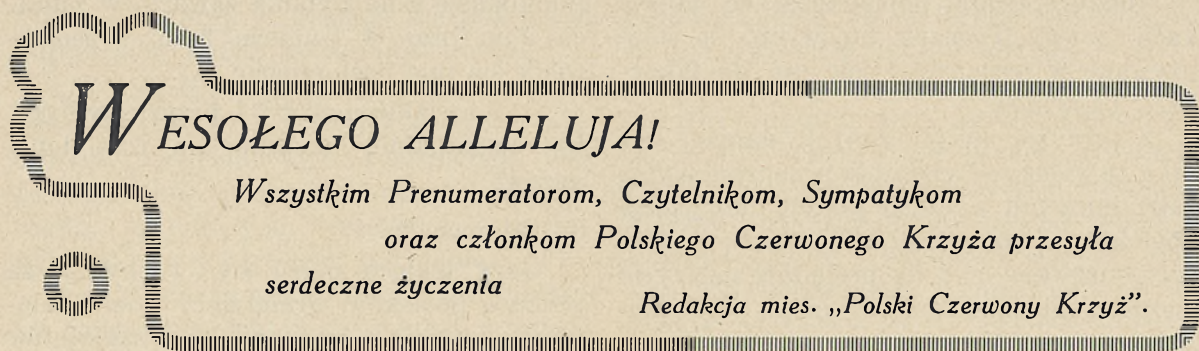 WESOŁEGO ALLELUJA!
Wszystkim Prenumeratorom, Czytelnikom, Sympatykom
oraz członkom Polskiego Czerwonego Krzyża przesyła
serdeczne życzenia
Redakcja mies. „Polski Czerwony Krzyż”.